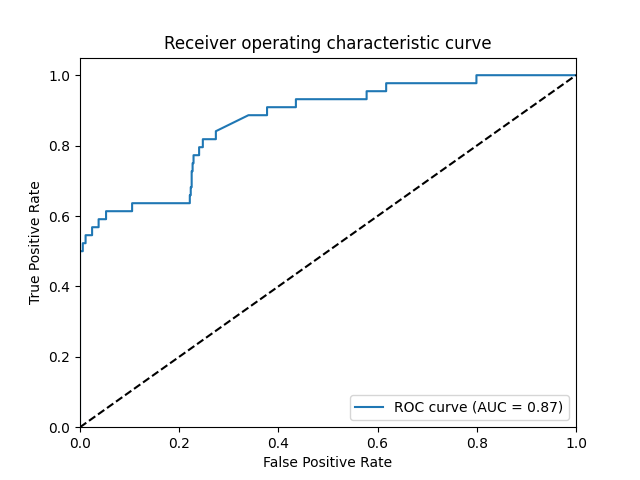 Receiver operating characteristic curve
1.0
0.8
0.6
0.4
0.2
0.0
True Positive Rate
ROC curve (AUC = 0.87)
0.0 0.2 0.4 0.6 0.8 1.0
False Positive Rate